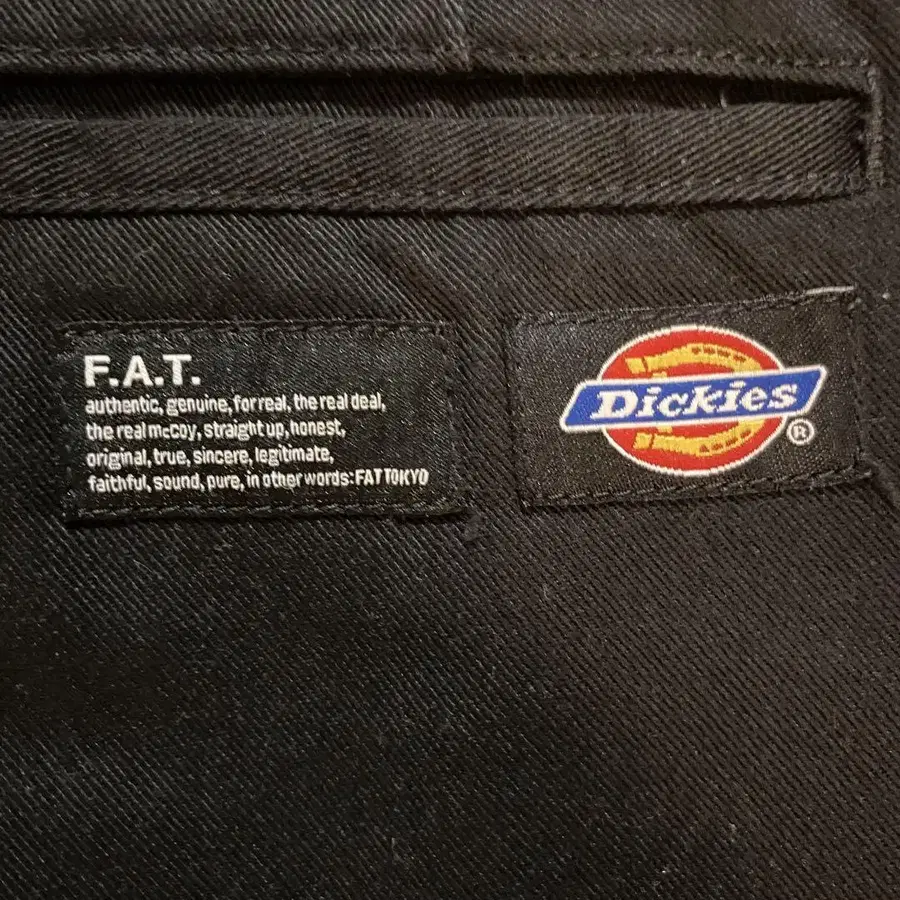 F.A.T.
authentic, genuine, for real, the real deal,
the real mccoy, straight up, honest,
original, true, sincere, legitimate,
faithful, sound, pure, in other words: FAT TOKYO
Dickies
®